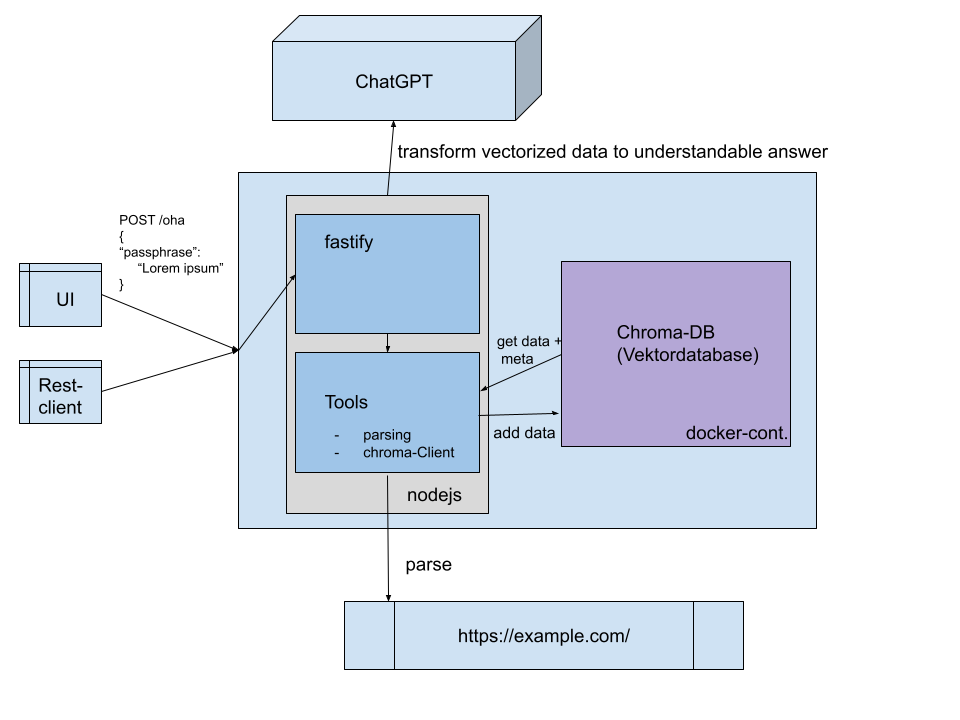 ChatGPT
transform vectorized data to understandable answer
POST /oha
{
“passphrase”:
“Lorem ipsum”
}
UI
Rest-
client
fastify
Tools
- parsing
- chroma-Client
nodejs
get data +
meta
add data
Chroma-DB
(Vektordatabase)
docker-cont.
parse
https://example.com/